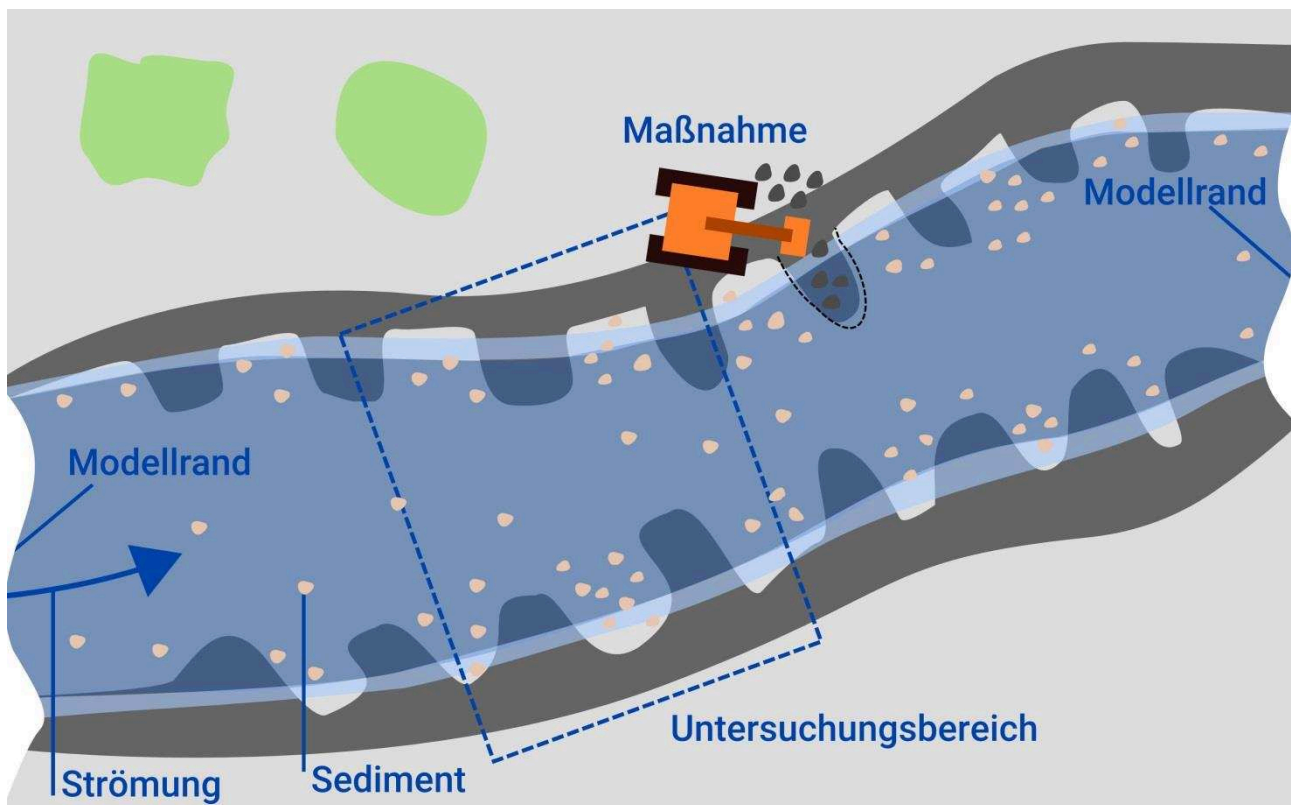 Maßnahme
Modellrand
Modellrand
Untersuchungsbereich
Strömung
Sediment